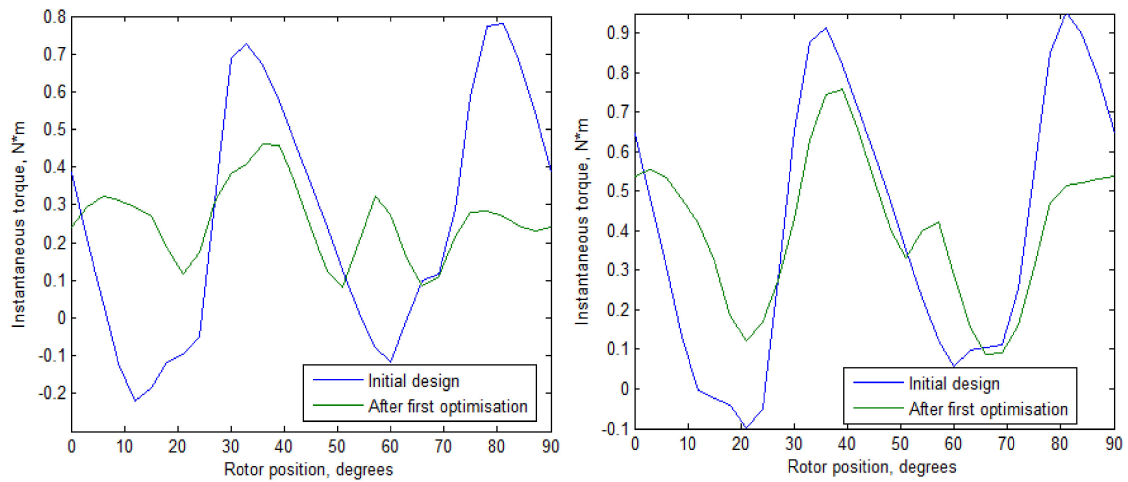 0.8
0.7
0.6
0.5
0.4
0.3
0.2
0.1
0
-0.1
-0.2
Instantaneous torque, N*m
0 10 20 30 40 50 60 70 80 90
Rotor position, degrees
Initial design
After first optimisation
0.9
0.8
0.7
0.6
0.5
0.4
0.3
0.2
0.1
0
-0.1
Instantaneous torque, N*m
0 10 20 30 40 50 60 70 80 90
Rotor position, degrees
Initial design
After first optimisation